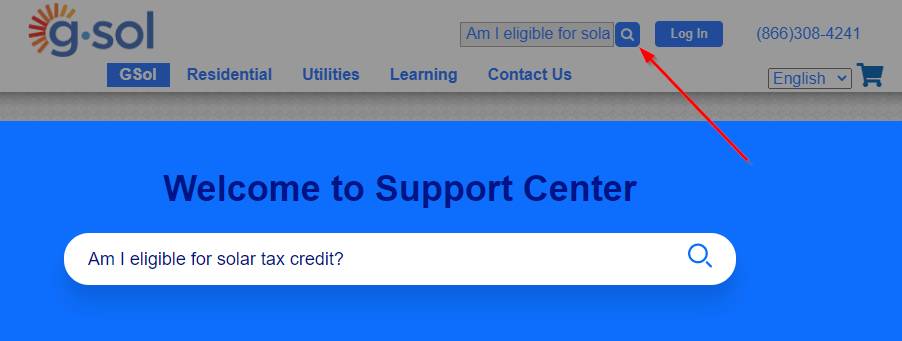 g·sol
Am I eligible for sola
Log In
(866)308-4241
GSol
Residential
Utilities
Learning
Contact Us
English
Welcome to Support Center
Am I eligible for solar tax credit?